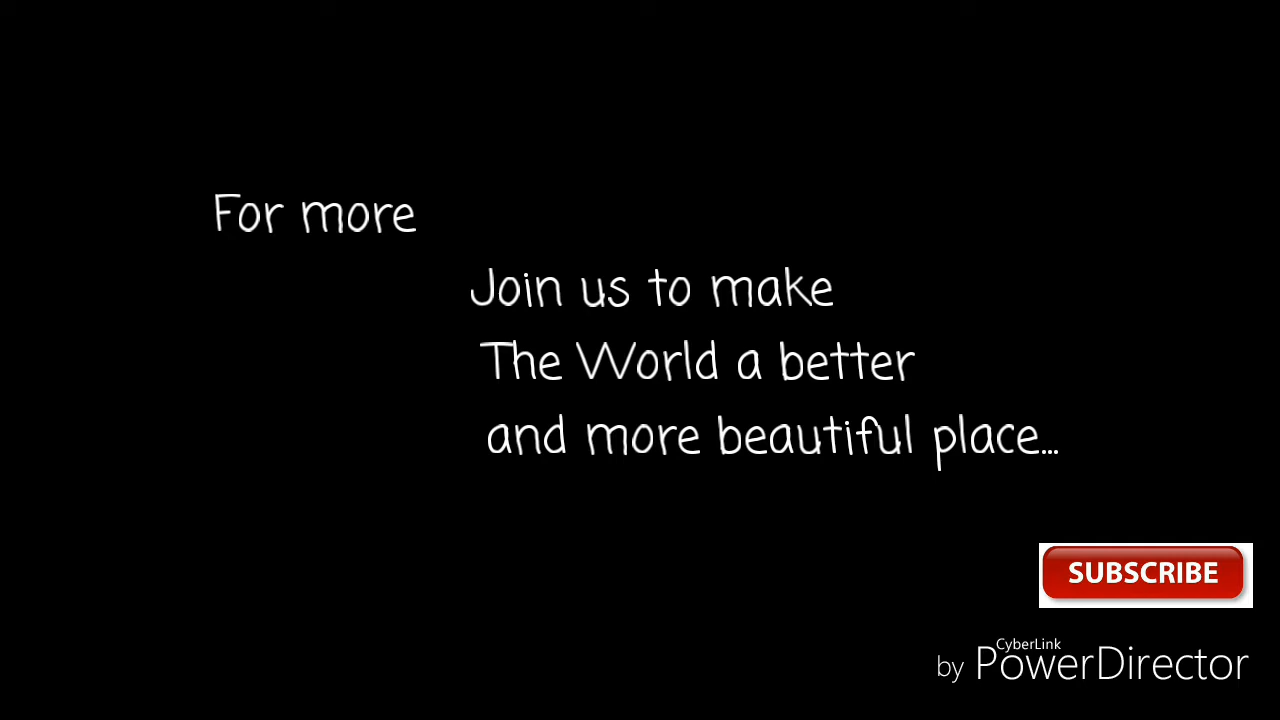 For more
Join us to make
The World a better
and more beautiful place...
SUBSCRIBE
CyberLink
by PowerDirector